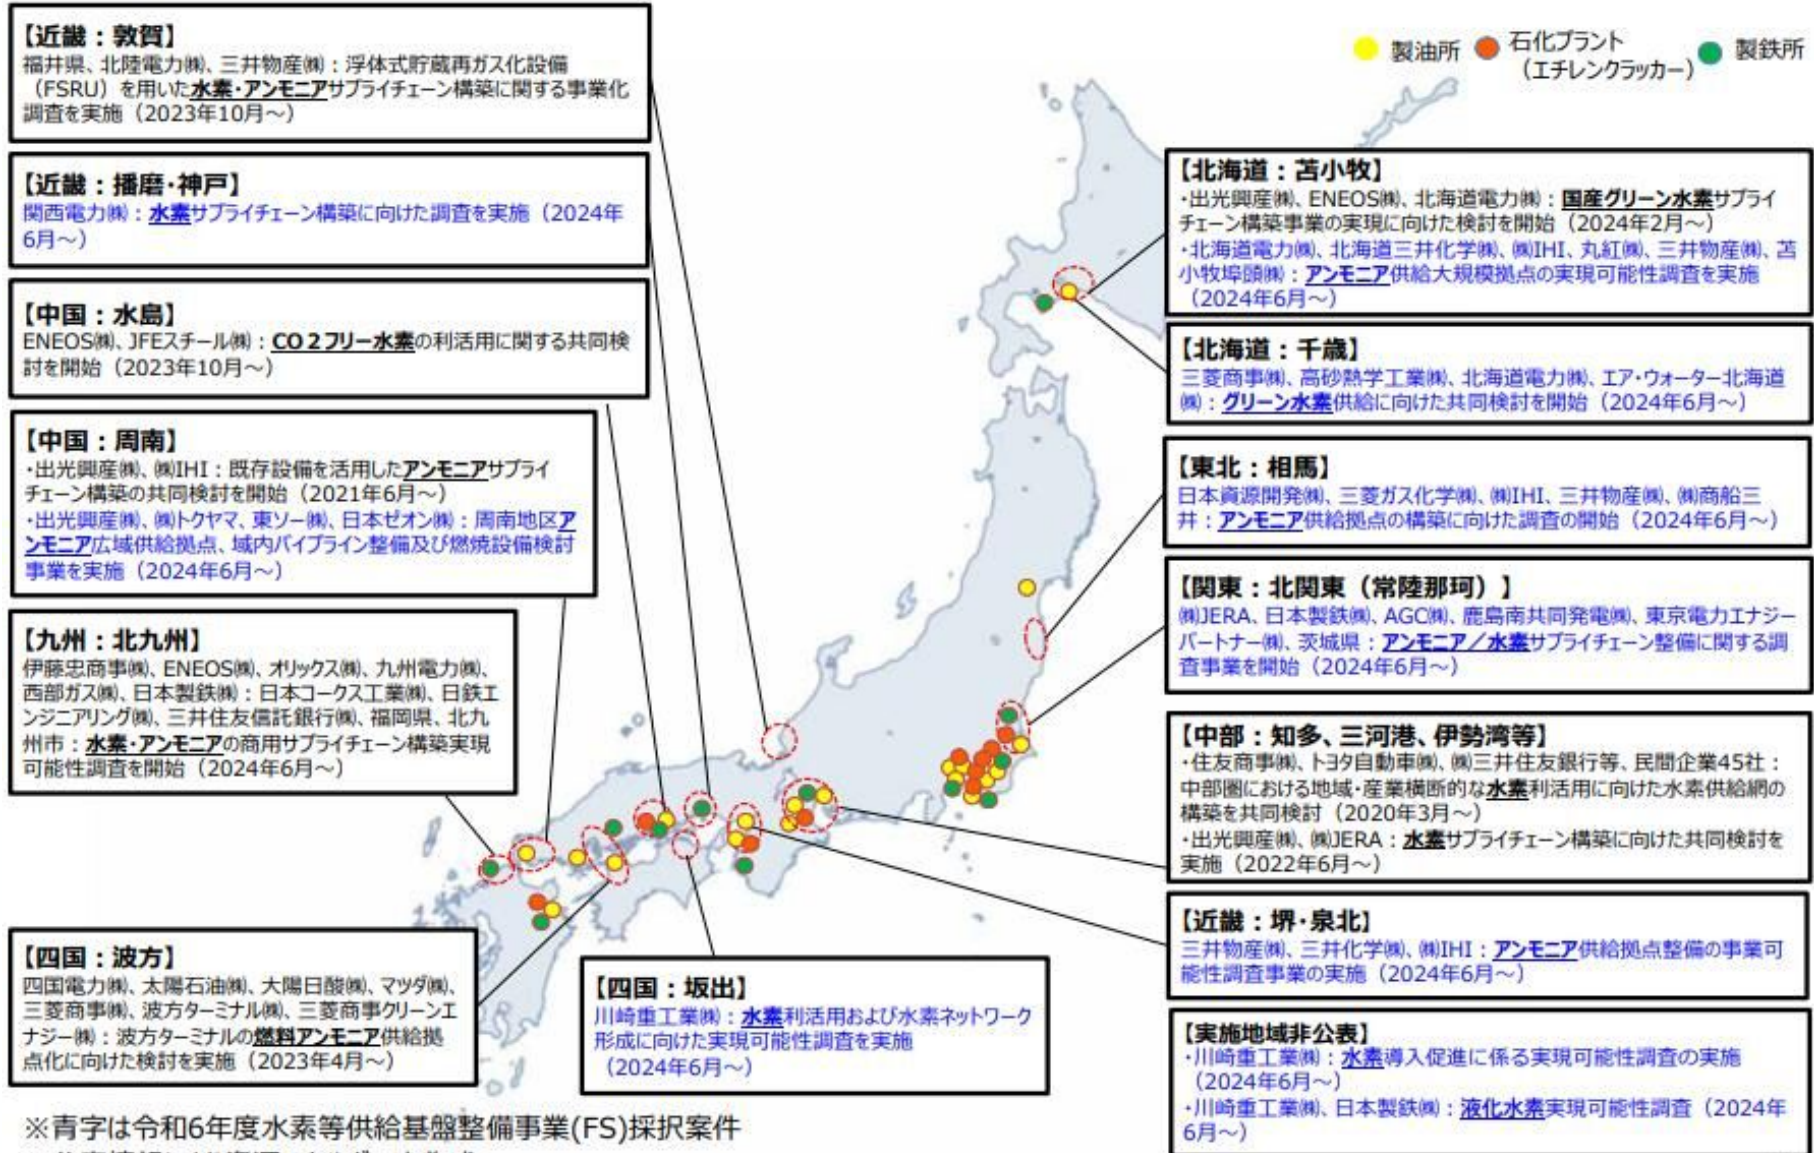 【近畿：敦賀】
福井県、北陸電力㈱、三井物産㈱：浮体式貯蔵再ガス化設備
（FSRU）を用いた水素・アンモニアサプライチェーン構築に関する事業化
調査を実施（2023年10月～）
【近畿：播磨・神戸】
関西電力㈱：水素サプライチェーン構築に向けた調査を実施（2024年
6月～）
【中国：水島】
ENEOS㈱、JFEスチール㈱：CO２フリー水素の利活用に関する共同検
討を開始（2023年10月～）
【中国：周南】
・出光興産㈱、㈱IHI：既存設備を活用したアンモニアサプライ
チェーン構築の共同検討を開始（2021年6月～）
・出光興産㈱、㈱トクヤマ、東ソー㈱、日本ゼオン㈱：周南地区ア
ンモニア広域供給拠点、域内パイプライン整備及び燃焼設備検討
事業を実施（2024年6月～）
【九州：北九州】
伊藤忠商事㈱、ENEOS㈱、オリックス㈱、九州電力㈱、
西部ガス㈱、日本製鉄㈱：日本コークス工業㈱、日鉄エ
ンジニアリング㈱、三井住友信託銀行㈱、福岡県、北九
州市：水素・アンモニアの商用サプライチェーン構築実現
可能性調査を開始（2024年6月～）
【四国：波方】
四国電力㈱、太陽石油㈱、大陽日酸㈱、マツダ㈱、
三菱商事㈱、波方ターミナル㈱、三菱商事クリーンエ
ナジー㈱：波方ターミナルの燃料アンモニア供給拠
点化に向けた検討を実施（2023年4月～）
【四国：坂出】
川崎重工業㈱：水素利活用および水素ネットワーク
形成に向けた実現可能性調査を実施
（2024年6月～）
製油所
石化プラント
（エチレンクラッカー）
製鉄所
【北海道：苫小牧】
・出光興産㈱、ENEOS㈱、北海道電力㈱：国産グリーン水素サプライ
チェーン構築事業の実現に向けた検討を開始（2024年2月～）
・北海道電力㈱、北海道三井化学㈱、㈱IHI、丸紅㈱、三井物産㈱、苫
小牧埠頭㈱：アンモニア供給大規模拠点の実現可能性調査を実施
（2024年6月～）
【北海道：千歳】
三菱商事㈱、高砂熱学工業㈱、北海道電力㈱、エア・ウォーター北海道
㈱：グリーン水素供給に向けた共同検討を開始（2024年6月～）
【東北：相馬】
日本資源開発㈱、三菱ガス化学㈱、㈱IHI、三井物産㈱、㈱商船三
井：アンモニア供給拠点の構築に向けた調査の開始（2024年6月～）
【関東：北関東（常陸那珂）】
㈱JERA、日本製鉄㈱、AGC㈱、鹿島南共同発電㈱、東京電力エナジー
パートナー㈱、茨城県：アンモニア／水素サプライチェーン整備に関する調
査事業を開始（2024年6月～）
【中部：知多、三河港、伊勢湾等】
・住友商事㈱、トヨタ自動車㈱、㈱三井住友銀行等、民間企業45社：
中部圏における地域・産業横断的な水素利活用に向けた水素供給網の
構築を共同検討（2020年3月～）
・出光興産㈱、㈱JERA：水素サプライチェーン構築に向けた共同検討を
実施（2022年6月～）
【近畿：堺・泉北】
三井物産㈱、三井化学㈱、㈱IHI：アンモニア供給拠点整備の事業可
能性調査事業の実施（2024年6月～）
【実施地域非公表】
・川崎重工業㈱：水素導入促進に係る実現可能性調査の実施
（2024年6月～）
・川崎重工業㈱、日本製鉄㈱：液化水素実現可能性調査（2024年
6月～）
※青字は令和6年度水素等供給基盤整備事業(FS)採択案件